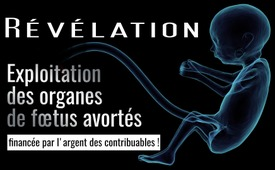 RÉVÉLATION
Exploitation
des organes
de fœtus avortés
financée par l'argent des contribuables !